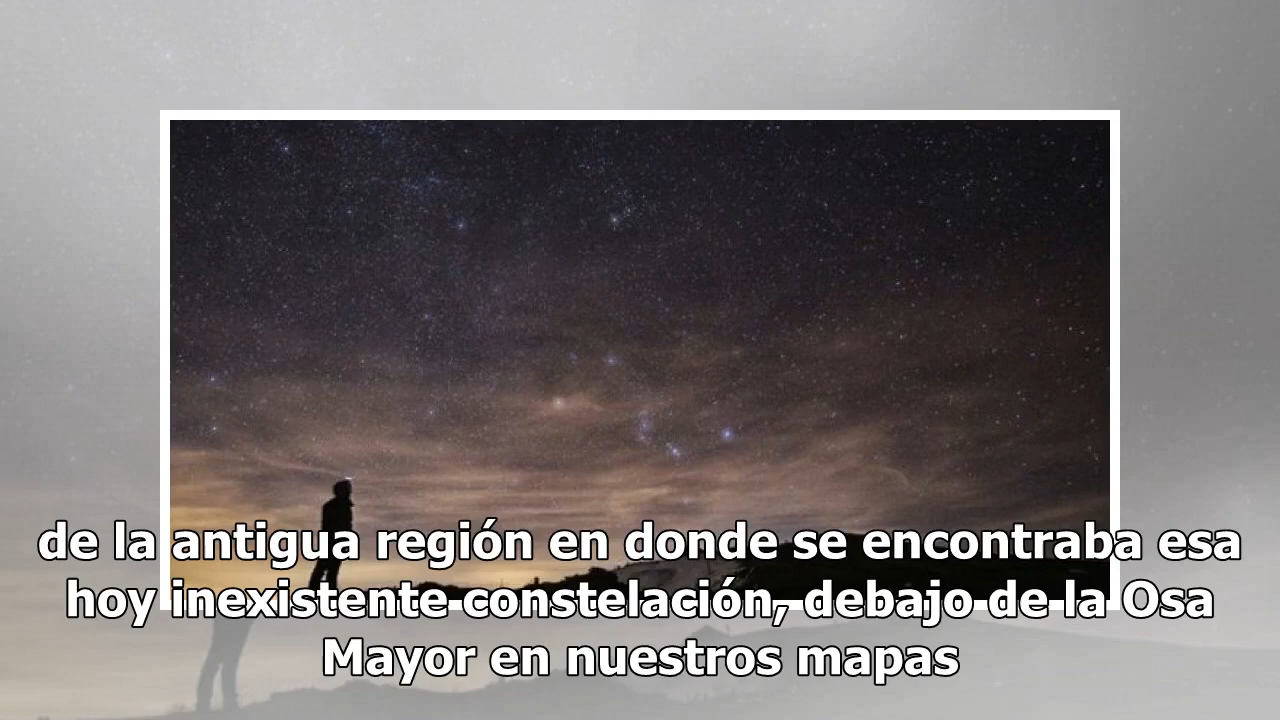 de la antigua región en donde se encontraba esa
hoy inexistente constelación, debajo de la Osa
Mayor en nuestros mapas